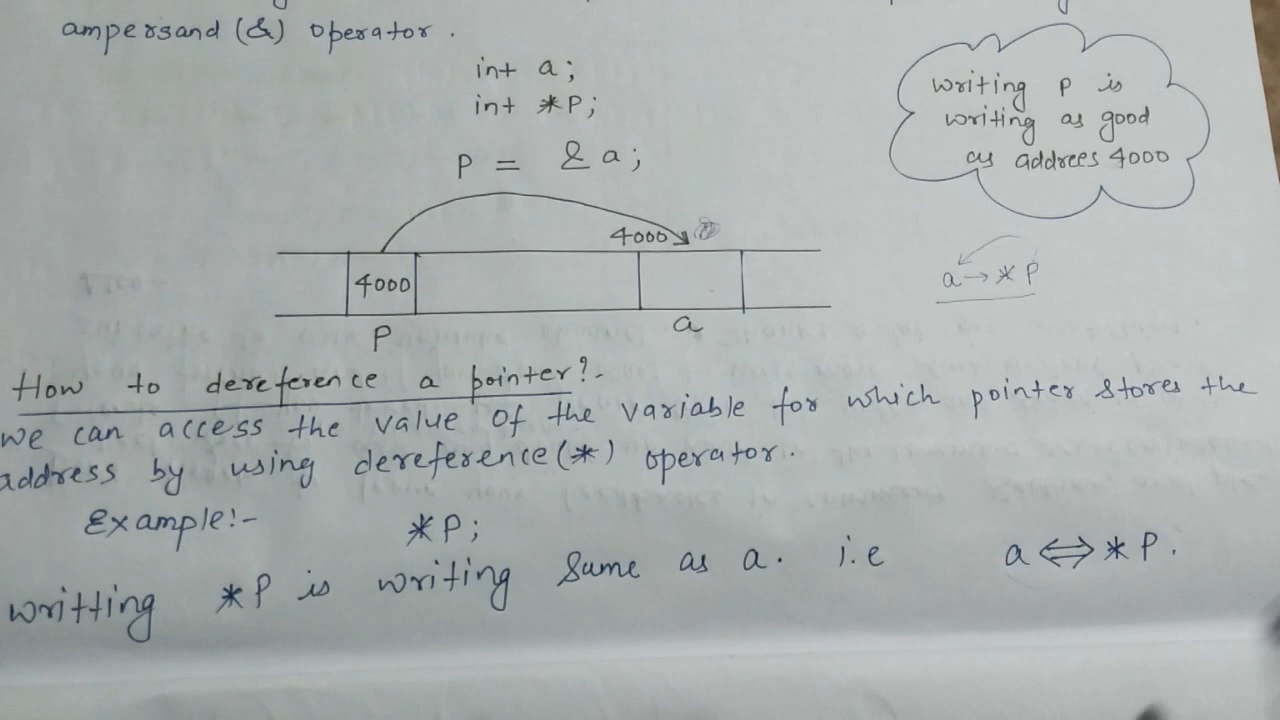 ampersand (&) operator.
int a;
int *P;
P = &a;
writing P is
writing as good
as addrees 4000
4000
4000
P
a
a→*P
How to dereference a pointer?-
we can access the value of the variable for which pointer stores the
address by using dereference(*) operator.
Example:- *P;
writting *P is writing same as a. i.e a⇔*P.